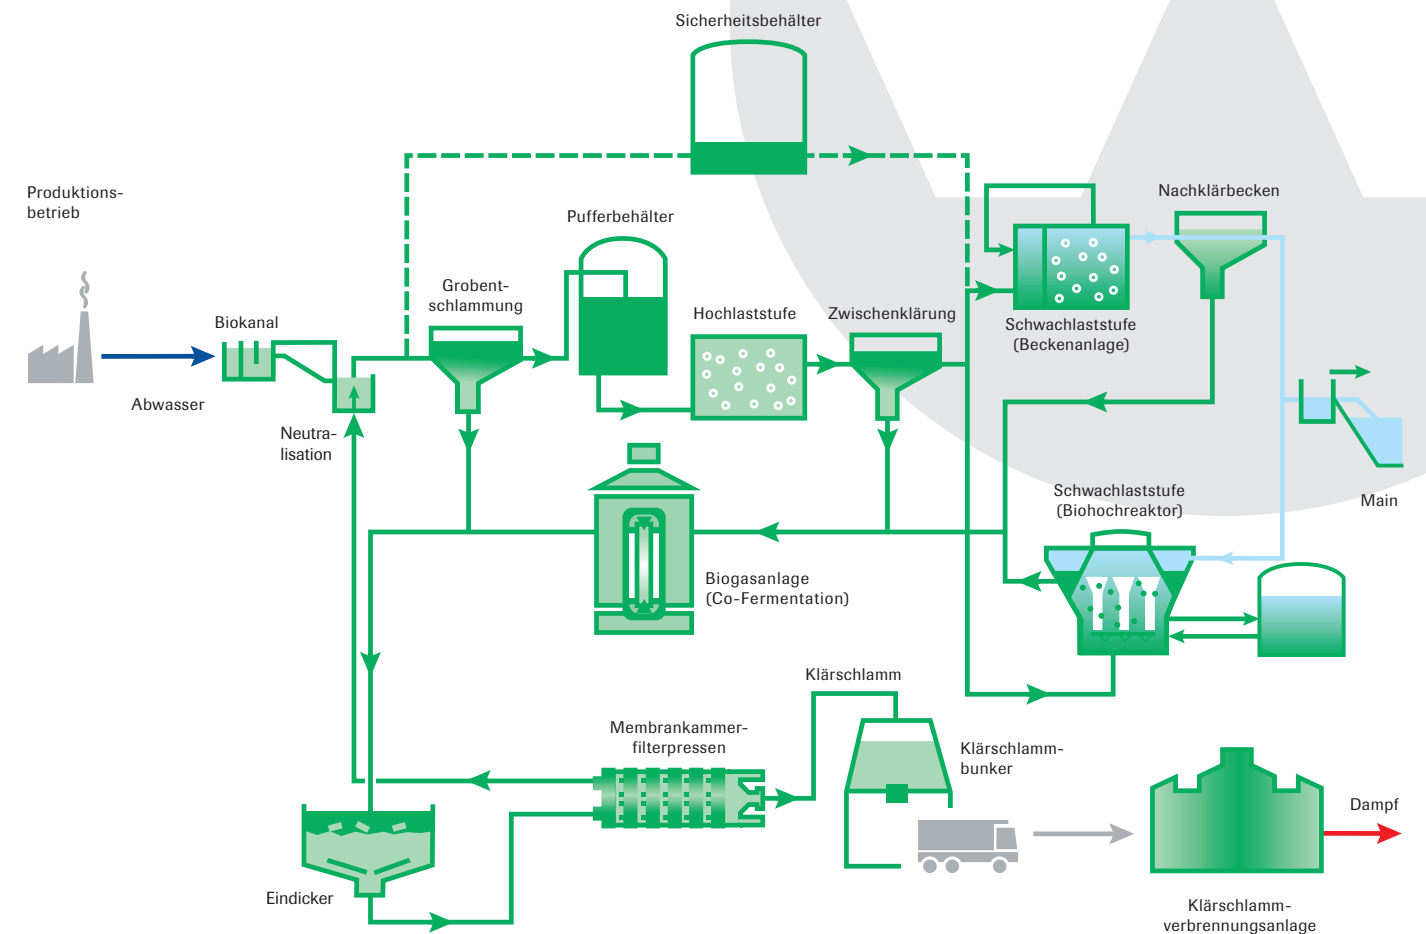 Sicherheitsbehälter
Produktions-
betrieb
Pufferbehälter
Nachklärbecken
Grobent-
schlammung
Biokanal
Hochlaststufe
Zwischenklärung
Schwachlaststufe
(Beckenanlage)
Abwasser
Neutra-
lisation
Schwachlaststufe
(Biohochreaktor)
Main
Biogasanlage
(Co-Fermentation)
Klärschlamm
Membrankammer-
filterpressen
Klärschlamm-
bunker
Dampf
Eindicker
Klärschlamm-
verbrennungsanlage